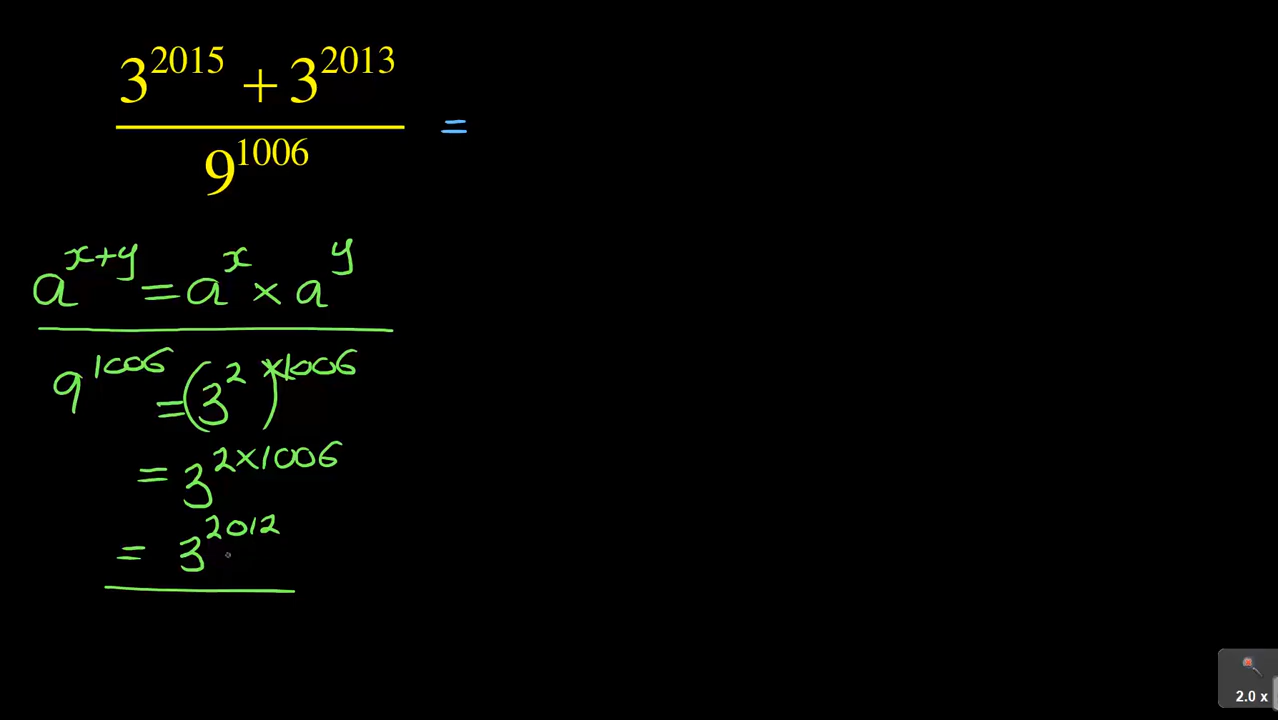 3^2015 + 3^2013
9^1006
=
a^x+y = a^x × a^y
9^1006 = (3^2)^×1006
= 3^2×1006
= 3^2012
2.0 x